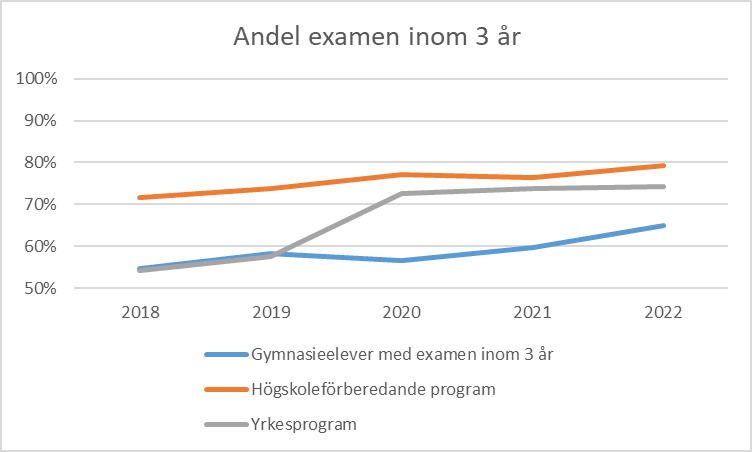 Andel examen inom 3 år
100%
90%
80%
70%
60%
50%
2018 2019 2020 2021 2022
Gymnasieelever med examen inom 3 år
Högskoleförberedande program
Yrkesprogram